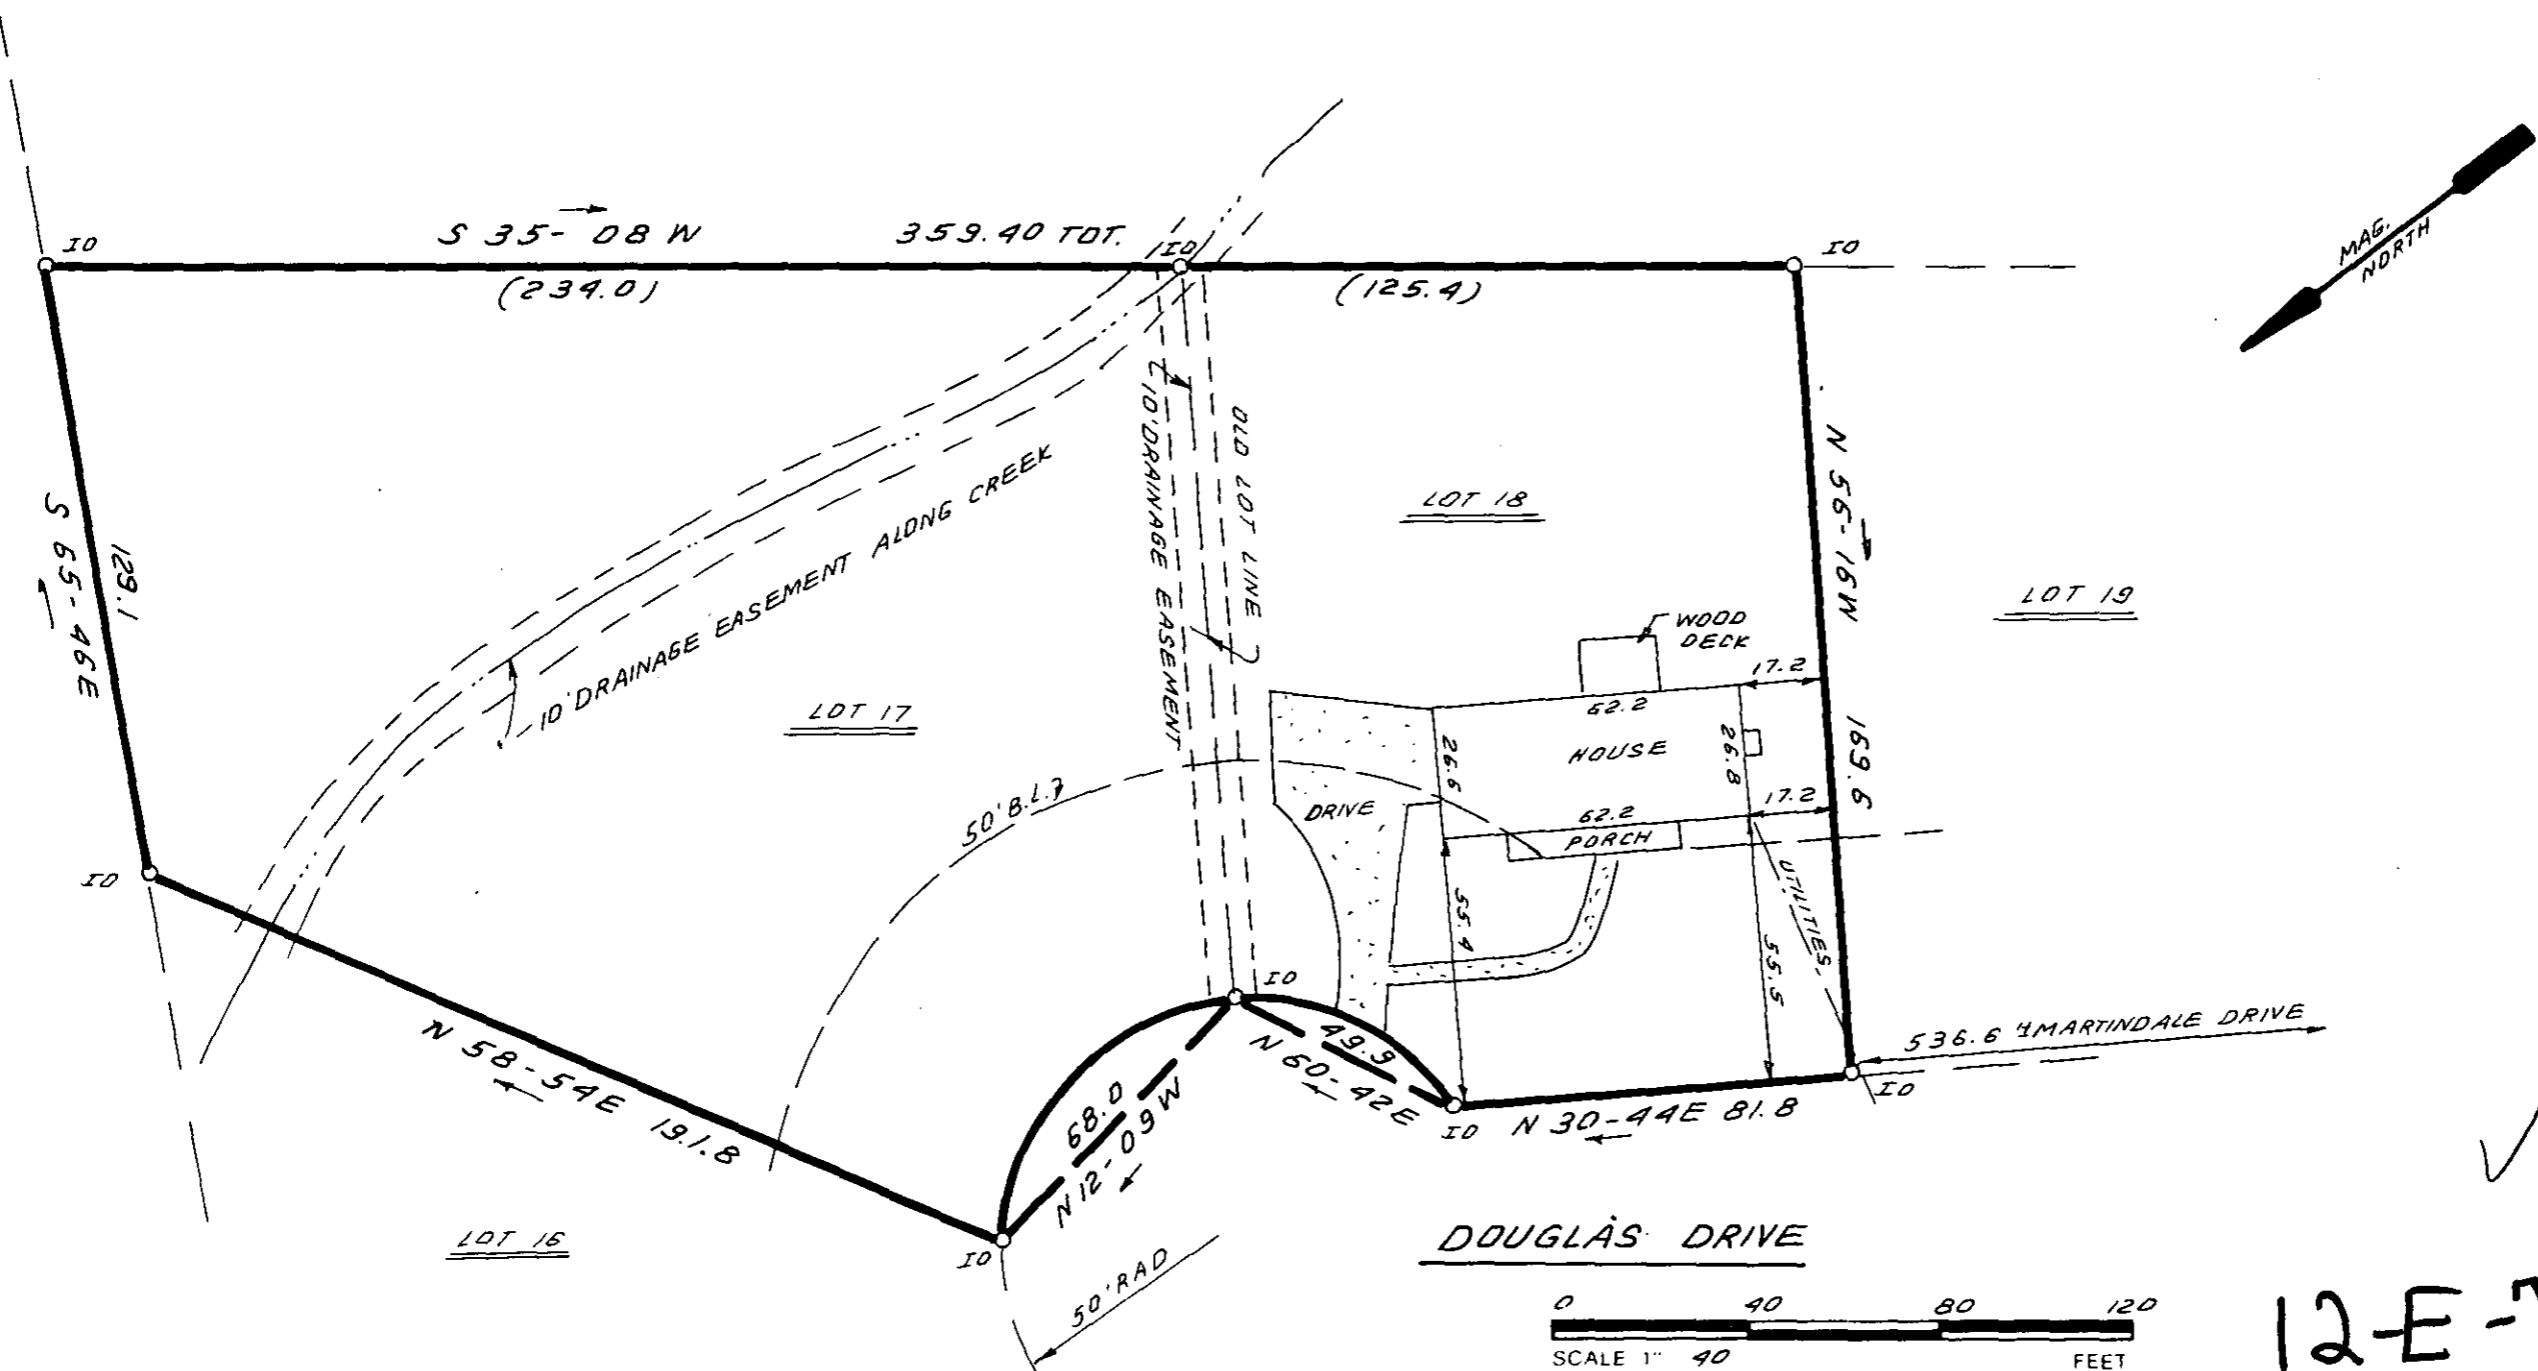 IO
S 35-08 W
359.40 TOT.
IO
IO
(234.0)
(125.4)
MAG.
NORTH
10' DRAINAGE EASEMENT
OLD LOT LINE
10' DRAINAGE EASEMENT ALONG CREEK
N 56-16W
169.6
LOT 18
LOT 19
S 65-46E
129.1
WOOD
DECK
17.2
62.2
LOT 17
HOUSE
26.6
26.8
50' B.L.
DRIVE
62.2
17.2
PORCH
UTILITIES
55.4
55.5
IO
IO
N 58-54E 191.8
68.0
N 12-09W
49.9
N 60-42E
IO
N 30-44E 81.8
IO
536.6
MARTINDALE DRIVE
IO
LOT 16
50' RAD
DOUGLAS DRIVE
0 40 80 120
SCALE 1" 40 FEET
12-E-